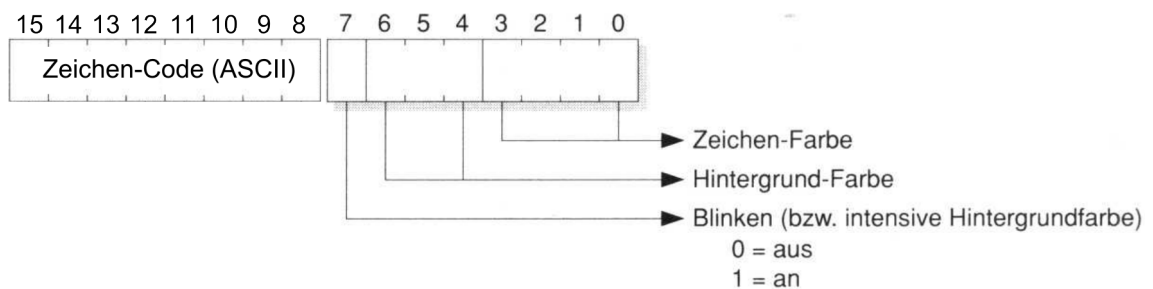 15 14 13 12 11 10 9 8 7 6 5 4 3 2 1 0
Zeichen-Code (ASCII)
Zeichen-Farbe
Hintergrund-Farbe
Blinken (bzw. intensive Hintergrundfarbe)
0 = aus
1 = an